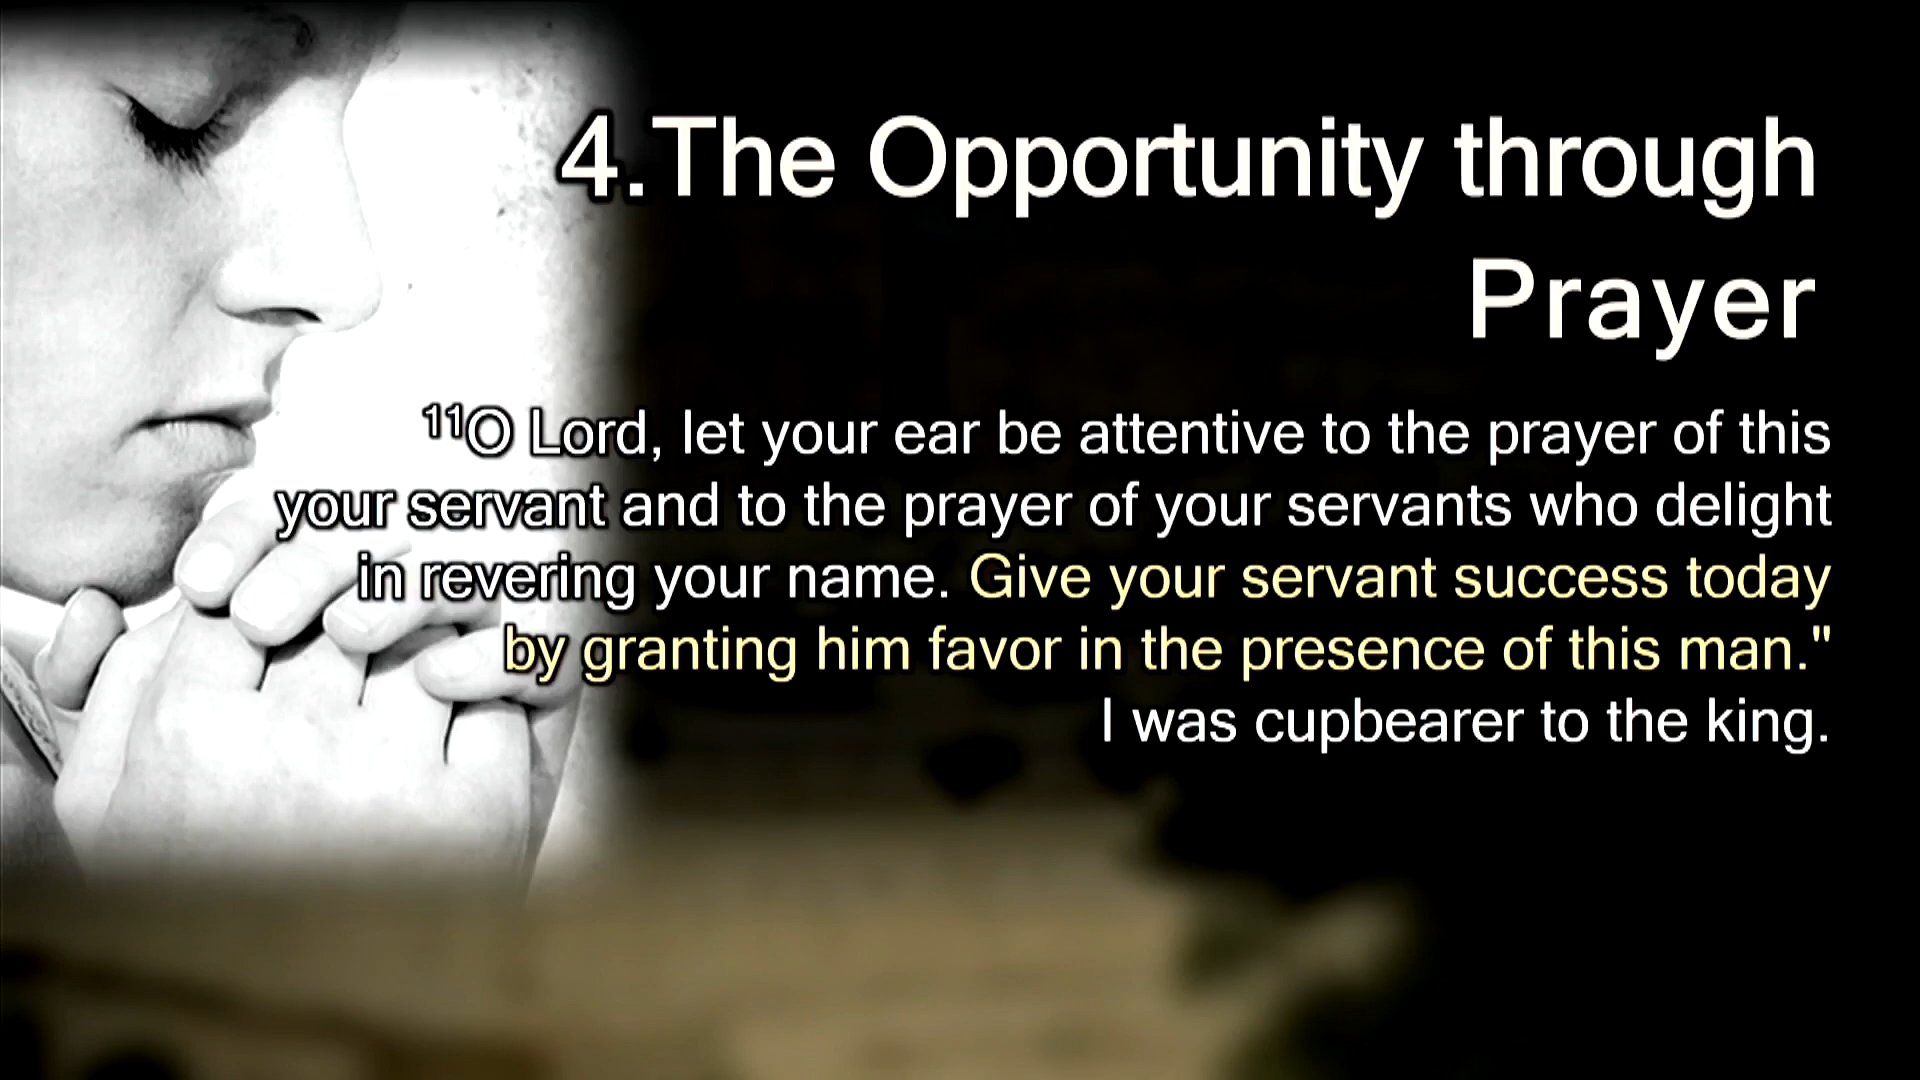 4.The Opportunity through
Prayer
¹¹O Lord, let your ear be attentive to the prayer of this
your servant and to the prayer of your servants who delight
in revering your name. Give your servant success today
by granting him favor in the presence of this man."
I was cupbearer to the king.